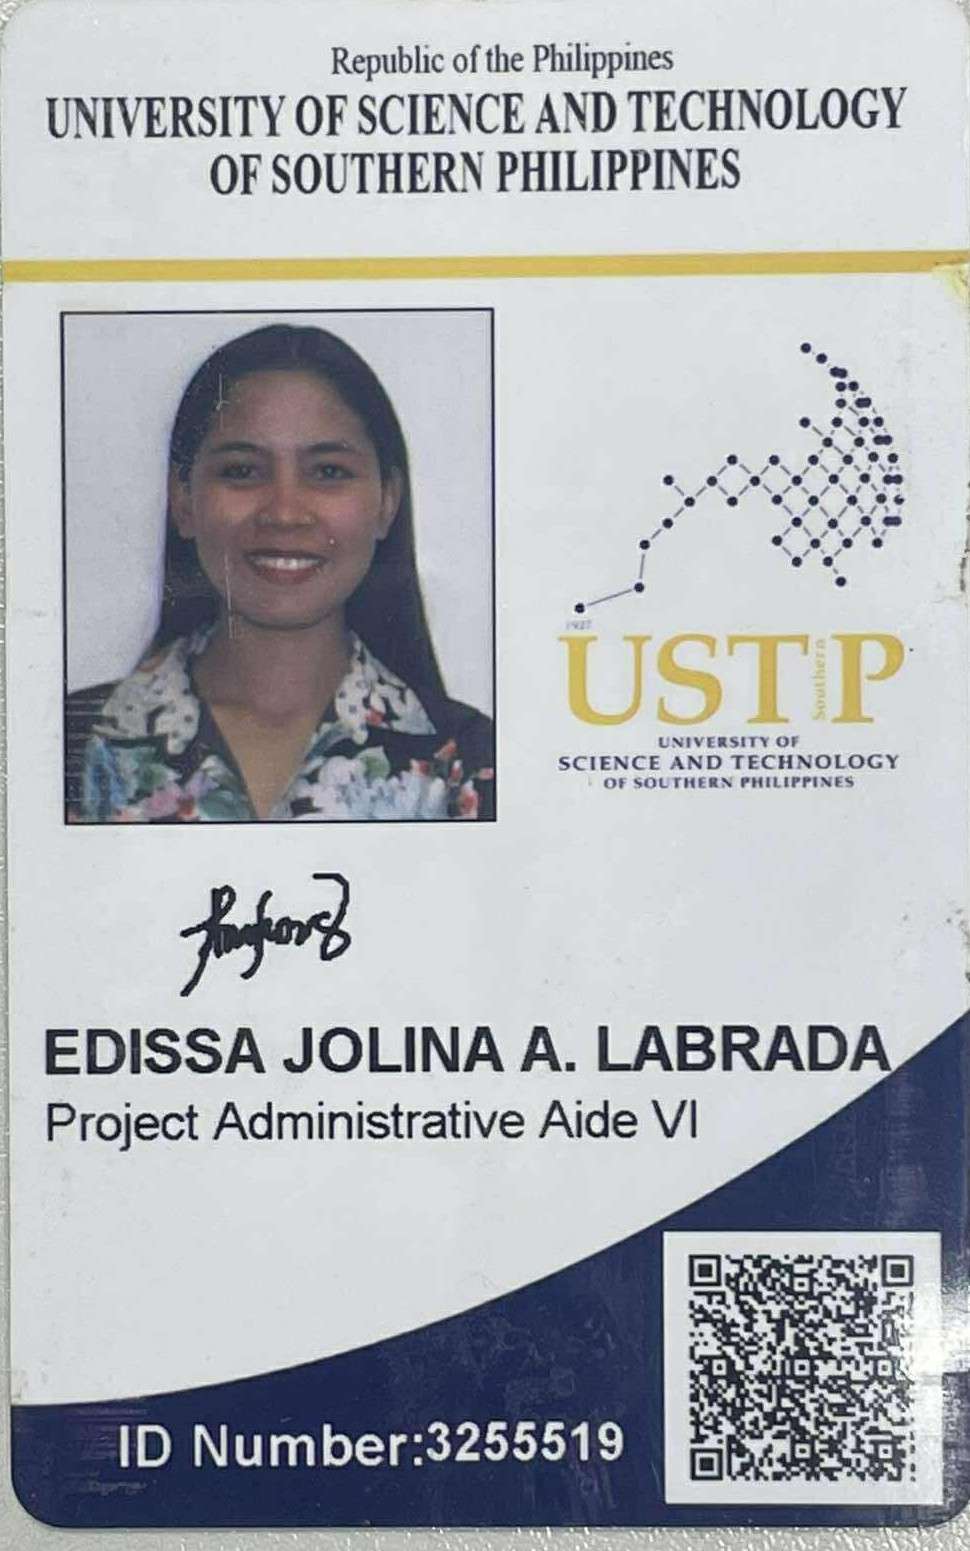 Republic of the Philippines
UNIVERSITY OF SCIENCE AND TECHNOLOGY
OF SOUTHERN PHILIPPINES
1927
USTP
Southern
UNIVERSITY OF
SCIENCE AND TECHNOLOGY
OF SOUTHERN PHILIPPINES
EDISSA JOLINA A. LABRADA
Project Administrative Aide VI
ID Number:3255519